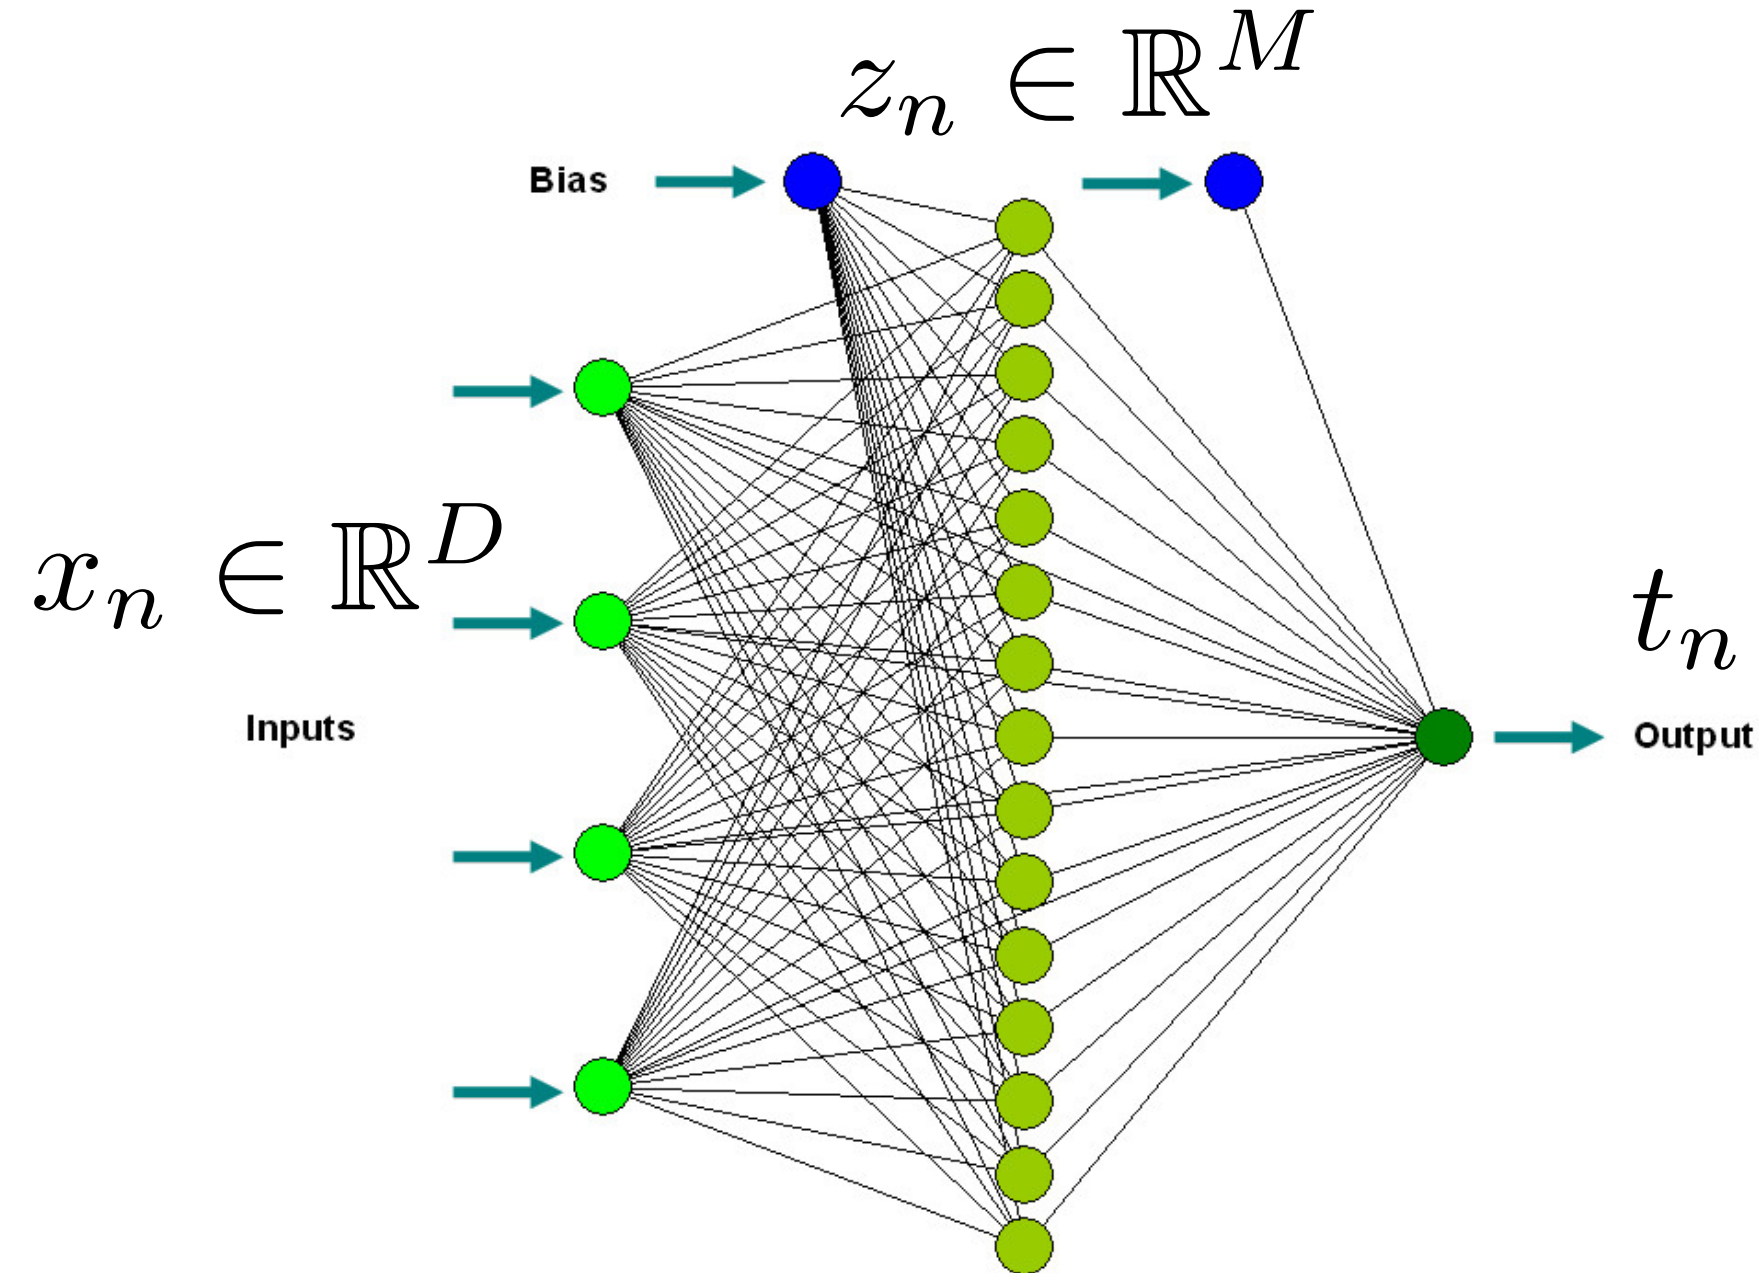 z_n ∈ ℝ^M
Bias
x_n ∈ ℝ^D
t_n
Inputs
Output